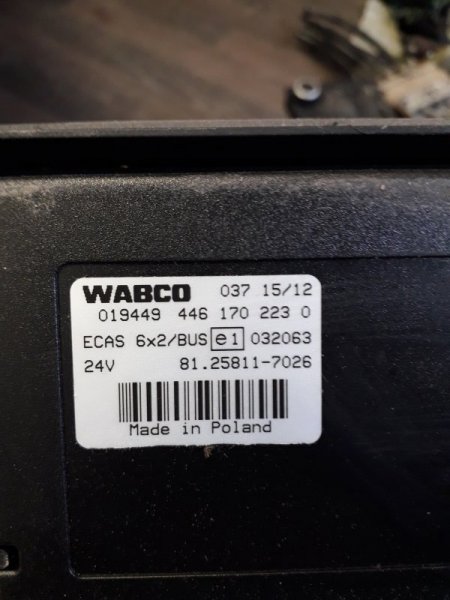 WABCO 037 15/12
019449 446 170 223 0
ECAS 6x2/BUS e1 032063
24V 81.25811-7026
Made in Poland